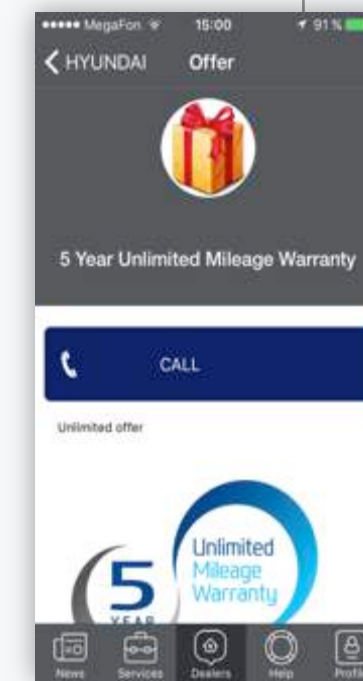 MegaFon 15:00 91%
HYUNDAI Offer
5 Year Unlimited Mileage Warranty
CALL
Unlimited offer
5
YEAR
Unlimited
Mileage
Warranty
News Services Dealers Help Profil